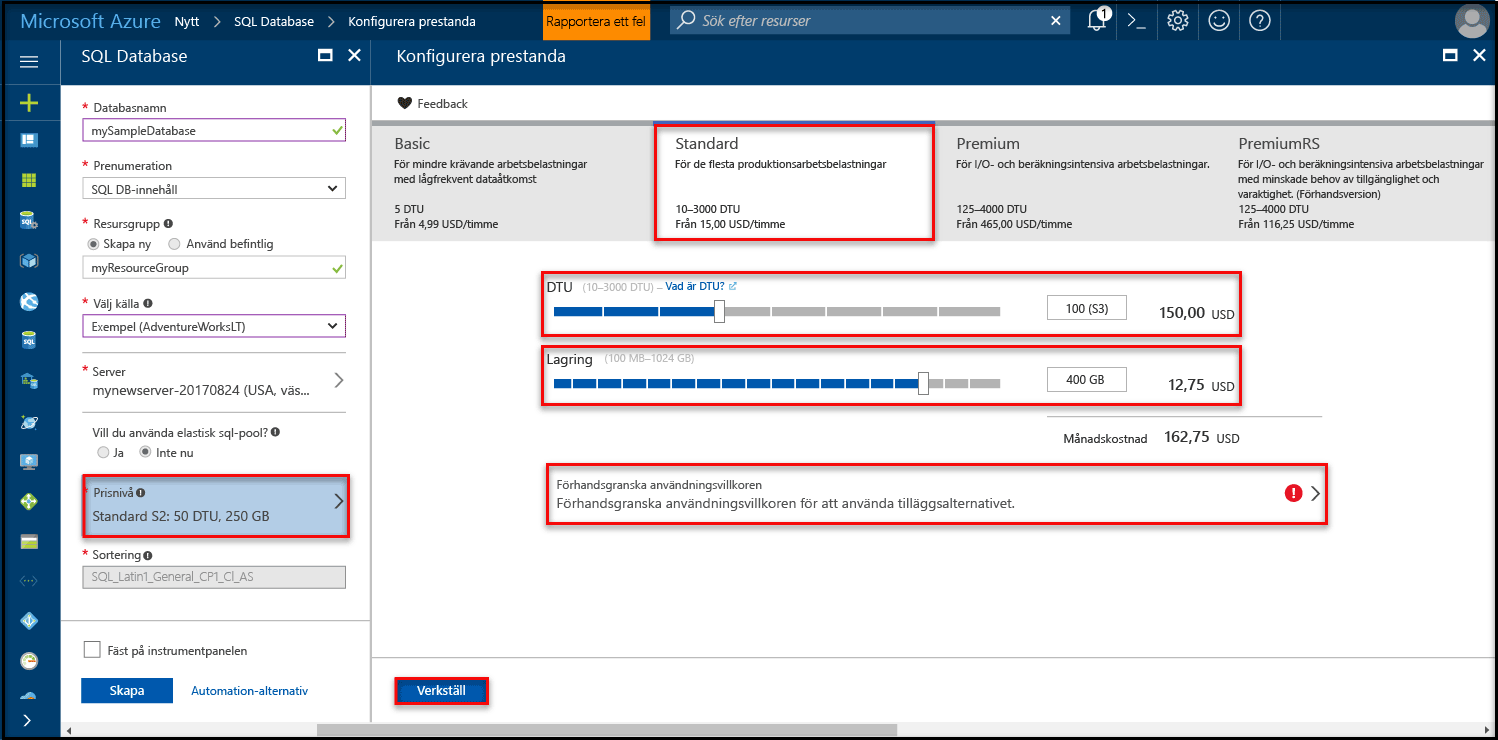 Microsoft Azure Nytt > SQL Database > Konfigurera prestanda
Rapportera ett fel
Sök efter resurser
1
SQL Database
Konfigurera prestanda
* Databasnamn
mySampleDatabase
* Prenumeration
SQL DB-innehåll
* Resursgrupp
Skapa ny
Använd befintlig
myResourceGroup
* Välj källa
Exempel (AdventureWorksLT)
* Server
mynewserver-20170824 (USA, väs...
Vill du använda elastisk sql-pool?
Ja
Inte nu
* Prisnivå
Standard S2: 50 DTU, 250 GB
* Sortering
SQL_Latin1_General_CP1_CI_AS
Fäst på instrumentpanelen
Skapa
Automation-alternativ
Feedback
Basic
För mindre krävande arbetsbelastningar
med lågfrekvent dataåtkomst
5 DTU
Från 4,99 USD/timme
Standard
För de flesta produktionsarbetsbelastningar
10–3000 DTU
Från 15,00 USD/timme
Premium
För I/O- och beräkningsintensiva arbetsbelastningar.
125–4000 DTU
Från 465,00 USD/timme
PremiumRS
För I/O- och beräkningsintensiva arbetsbelastningar
med minskade behov av tillgänglighet och
varaktighet. (Förhandsversion)
125–4000 DTU
Från 116,25 USD/timme
DTU (10–3000 DTU) – Vad är DTU?
100 (S3)
150,00 USD
Lagring (100 MB–1024 GB)
400 GB
12,75 USD
Månadskostnad 162,75 USD
Förhandsgranska användningsvillkoren
Förhandsgranska användningsvillkoren för att använda tilläggsalternativet.
Verkställ
SQL